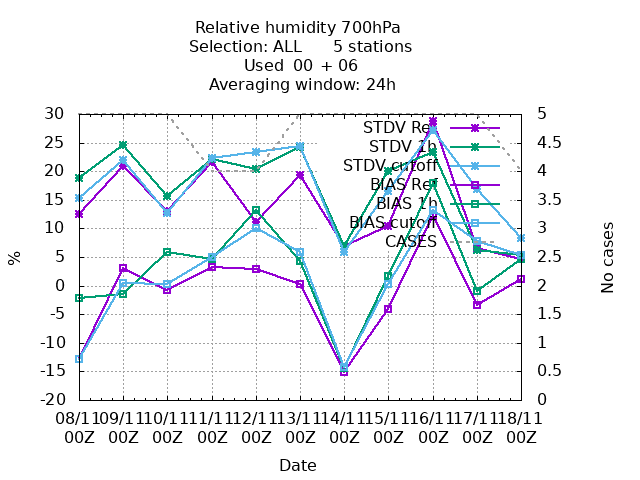 Relative humidity 700hPa
Selection: ALL 5 stations
Used 00 + 06
Averaging window: 24h
30 5
25 4.5
20 4
15 3.5
10 3
5 2.5
0 2
-5 1.5
-10 1
-15 0.5
-20 0
STDV Ref
STDV 1h
STDV cutoff
BIAS Ref
BIAS 1h
BIAS cutoff
CASES
%
No cases
08/11 09/11 10/11 11/11 12/11 13/11 14/11 15/11 16/11 17/11 18/11
00Z 00Z 00Z 00Z 00Z 00Z 00Z 00Z 00Z 00Z 00Z
Date